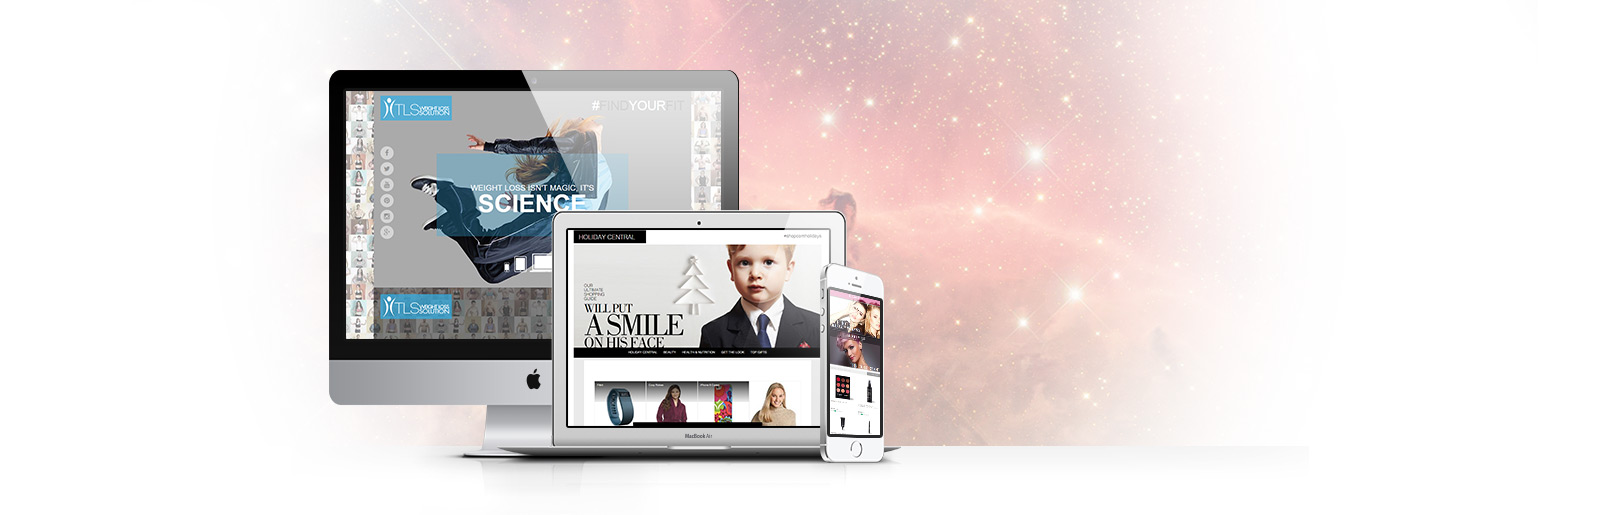 TLS WEIGHT LOSS
SOLUTION
#FINDYOURFIT
WEIGHT LOSS ISN'T MAGIC, IT'S
SCIENCE
TLS WEIGHT LOSS
SOLUTION
HOLIDAY CENTRAL
#shopcomholidays
OUR
ULTIMATE
SHOPPING
GUIDE
WILL PUT
A SMILE
ON HIS FACE
HOLIDAY CENTRAL BEAUTY HEALTH & NUTRITION GET THE LOOK TOP GIFTS
MacBook Air